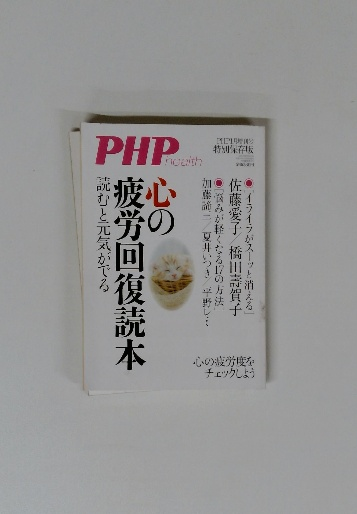 PHP
health
特別保存版
●「イライラがスーッと消える」
佐藤愛子／橋田壽賀子
●「悩みが軽くなる17の方法」
加藤諦三／夏井いつき／平野レ…
心の
疲労回復読本
読むと元気がでる
心の疲労度を
チェックしよう